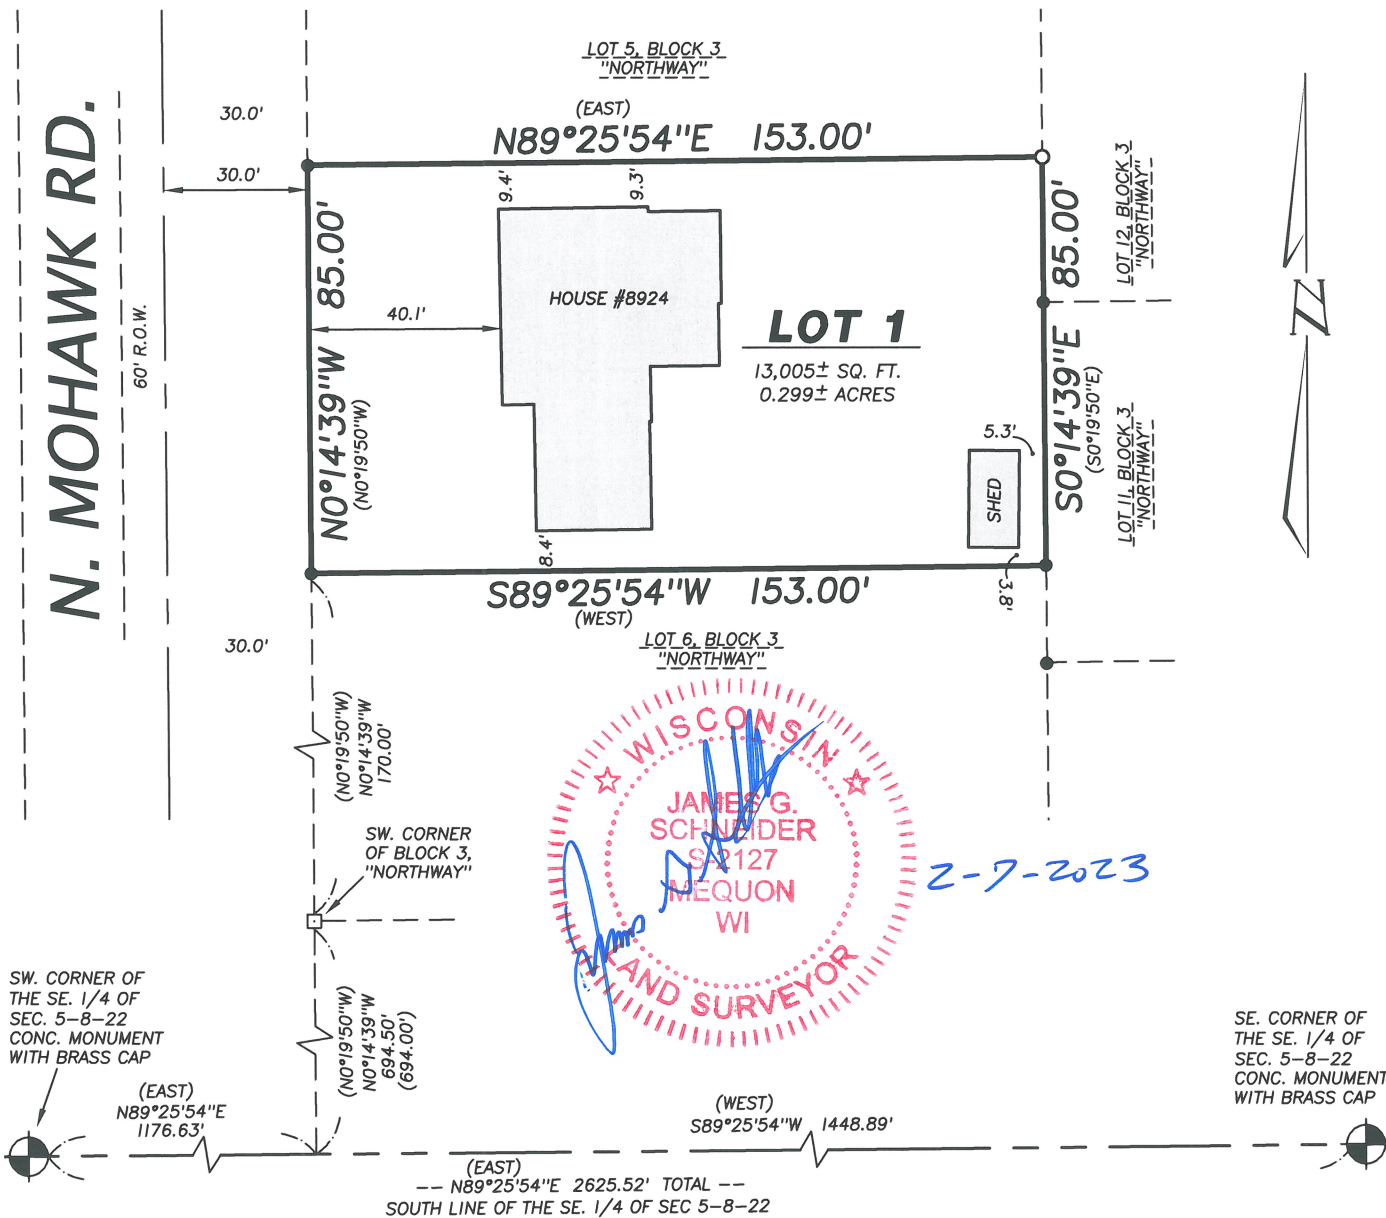 LOT 5, BLOCK 3
"NORTHWAY"
30.0'
(EAST)
N89°25'54"E 153.00'
30.0'
9.4'
9.3'
N. MOHAWK RD.
60' R.O.W.
85.00'
N0°14'39"W
(N0°19'50"W)
HOUSE #8924
40.1'
LOT 1
13,005± SQ. FT.
0.299± ACRES
85.00'
S0°14'39"E
(S0°19'50"E)
LOT 12, BLOCK 3
"NORTHWAY"
LOT 11, BLOCK 3
"NORTHWAY"
N
5.3'
SHED
3.8'
8.4'
S89°25'54"W 153.00'
(WEST)
LOT 6, BLOCK 3
"NORTHWAY"
30.0'
(N0°19'50"W)
N0°14'39"W
170.00'
WISCONSIN
JAMES G.
SCHNEIDER
S-2127
MEQUON
WI
LAND SURVEYOR
2-7-2023
SW. CORNER
OF BLOCK 3,
"NORTHWAY"
SW. CORNER OF
THE SE. 1/4 OF
SEC. 5-8-22
CONC. MONUMENT
WITH BRASS CAP
(N0°19'50"W)
N0°14'39"W
694.50'
(694.00')
SE. CORNER OF
THE SE. 1/4 OF
SEC. 5-8-22
CONC. MONUMENT
WITH BRASS CAP
(EAST)
N89°25'54"E
1176.63'
(WEST)
S89°25'54"W 1448.89'
(EAST)
-- N89°25'54"E 2625.52' TOTAL --
SOUTH LINE OF THE SE. 1/4 OF SEC 5-8-22